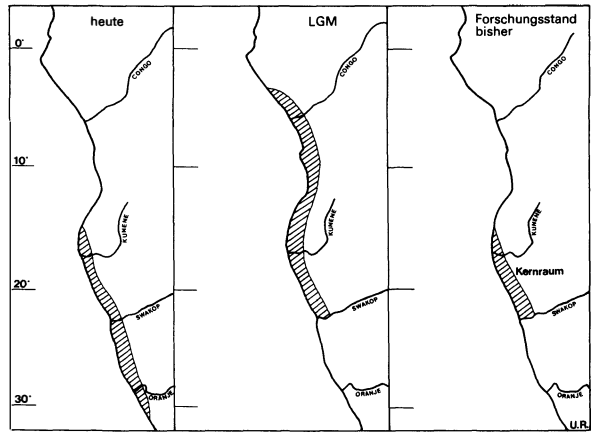 heute
LGM
Forschungsstand
bisher
0°
10°
20°
30°
CONGO
KUNENE
SWAKOP
ORANJE
CONGO
KUNENE
SWAKOP
ORANJE
CONGO
KUNENE
Kernraum
SWAKOP
ORANJE
U.R.